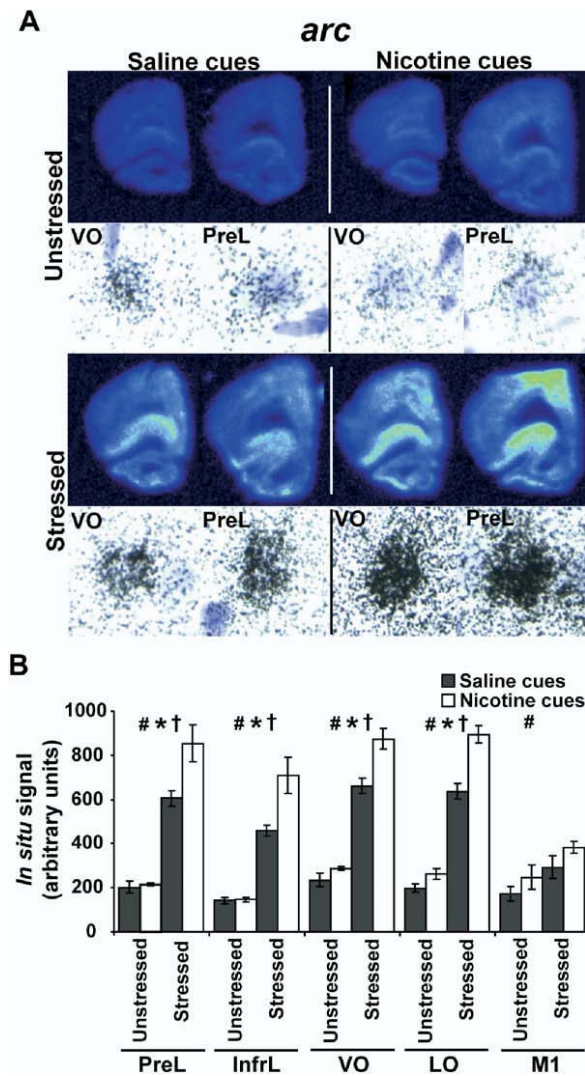 A
arc
Saline cues Nicotine cues
Unstressed
VO PreL VO PreL
Stressed
VO PreL VO PreL
B
Saline cues
Nicotine cues
In situ signal
(arbitrary units)
1000
800
600
400
200
0
# * † # * † # * † # * † #
Unstressed Stressed Unstressed Stressed Unstressed Stressed Unstressed Stressed Unstressed Stressed
PreL InfrL VO LO M1